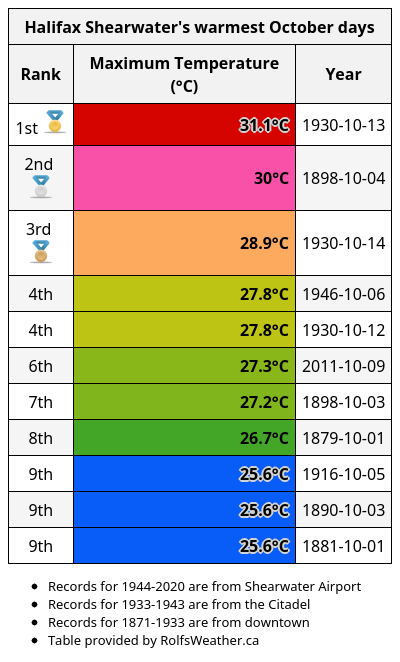 Halifax Shearwater's warmest October days
Rank Maximum Temperature (°C) Year
1st 31.1°C 1930-10-13
2nd 30°C 1898-10-04
3rd 28.9°C 1930-10-14
4th 27.8°C 1946-10-06
4th 27.8°C 1930-10-12
6th 27.3°C 2011-10-09
7th 27.2°C 1898-10-03
8th 26.7°C 1879-10-01
9th 25.6°C 1916-10-05
9th 25.6°C 1890-10-03
9th 25.6°C 1881-10-01
• Records for 1944-2020 are from Shearwater Airport
• Records for 1933-1943 are from the Citadel
• Records for 1871-1933 are from downtown
• Table provided by RolfsWeather.ca